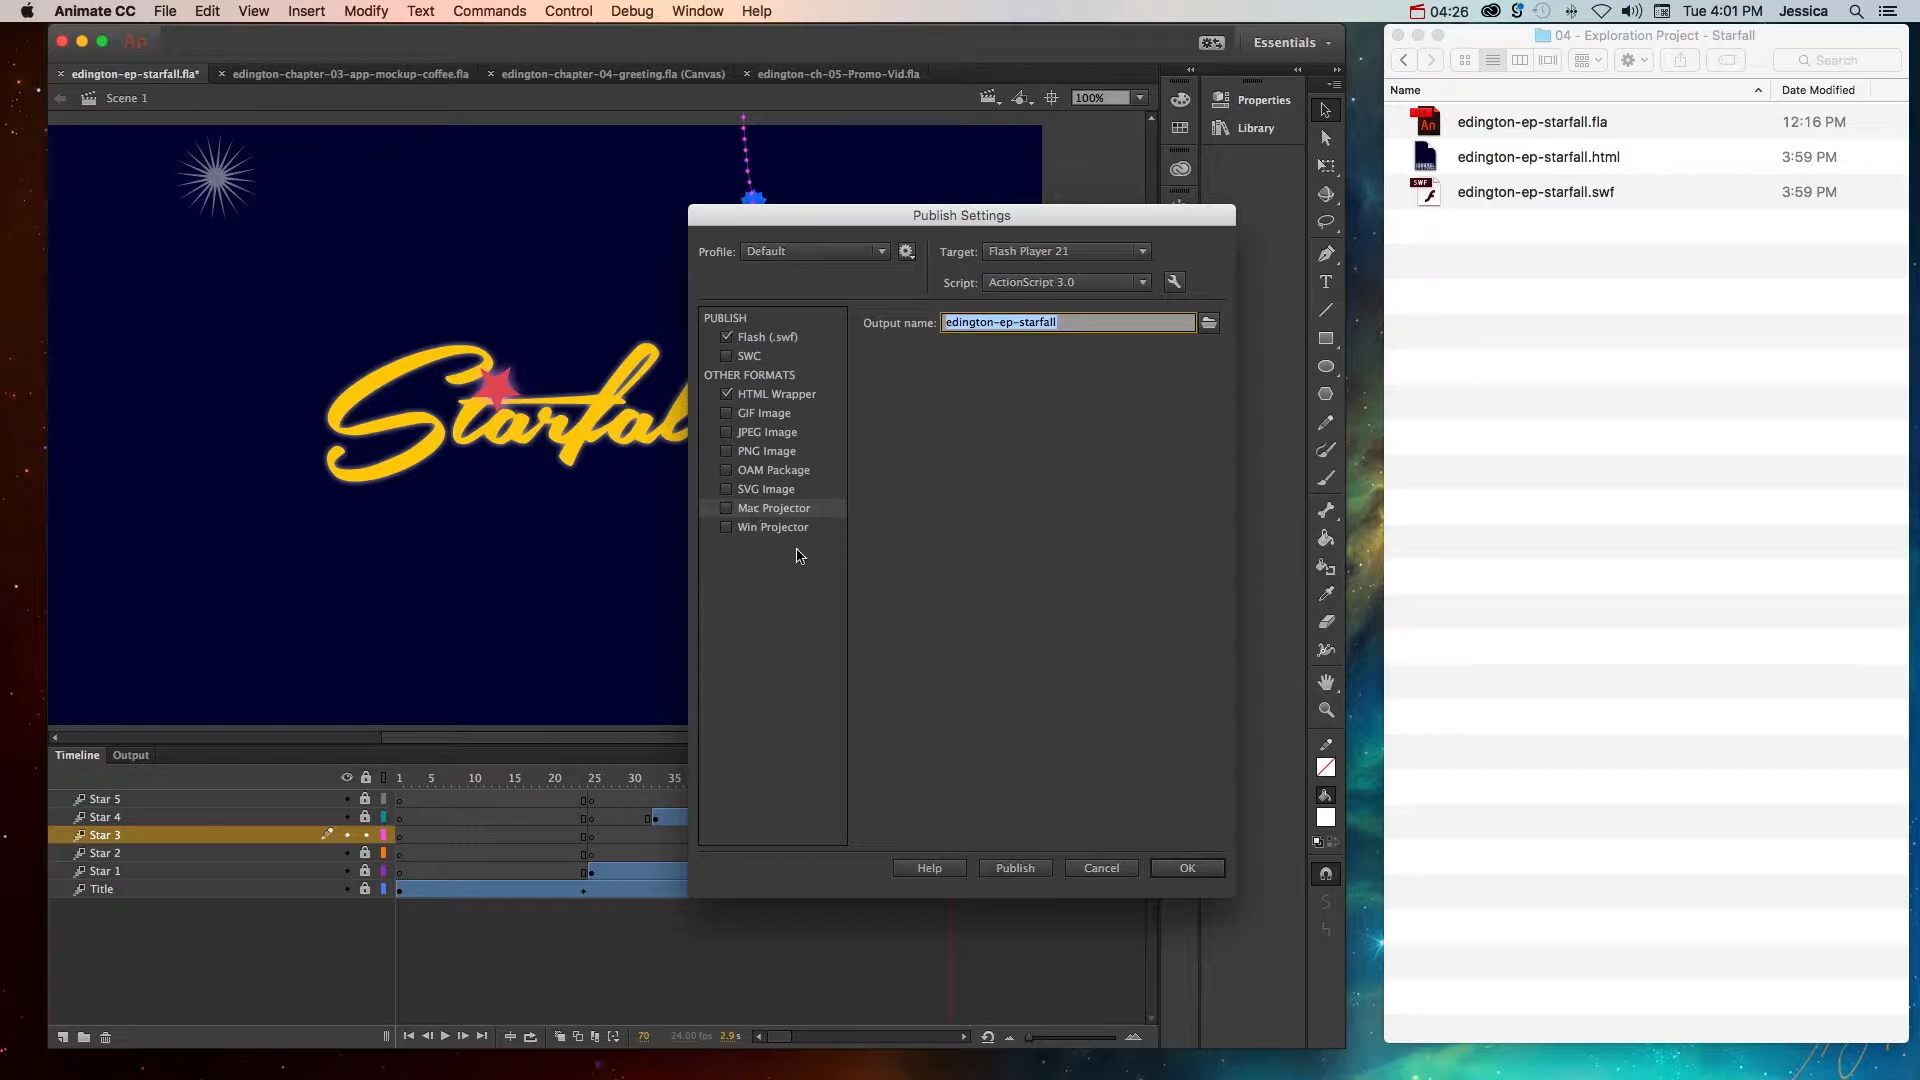 Animate CC File Edit View Insert Modify Text Commands Control Debug Window Help
04:26 Tue 4:01 PM Jessica
An
Essentials
edington-ep-starfall.fla* edington-chapter-03-app-mockup-coffee.fla edington-chapter-04-greeting.fla (Canvas) edington-ch-05-Promo-Vid.fla
Scene 1
100%
Properties
Library
Starfal
Publish Settings
Profile: Default
Target: Flash Player 21
Script: ActionScript 3.0
PUBLISH
Flash (.swf)
SWC
OTHER FORMATS
HTML Wrapper
GIF Image
JPEG Image
PNG Image
OAM Package
SVG Image
Mac Projector
Win Projector
Output name: edington-ep-starfall
Help Publish Cancel OK
Timeline Output
1 5 10 15 20 25 30 35
Star 5
Star 4
Star 3
Star 2
Star 1
Title
70 24.00 fps 2.9 s
04 - Exploration Project - Starfall
Search
Name Date Modified
An edington-ep-starfall.fla 12:16 PM
edington-ep-starfall.html 3:59 PM
SWF edington-ep-starfall.swf 3:59 PM